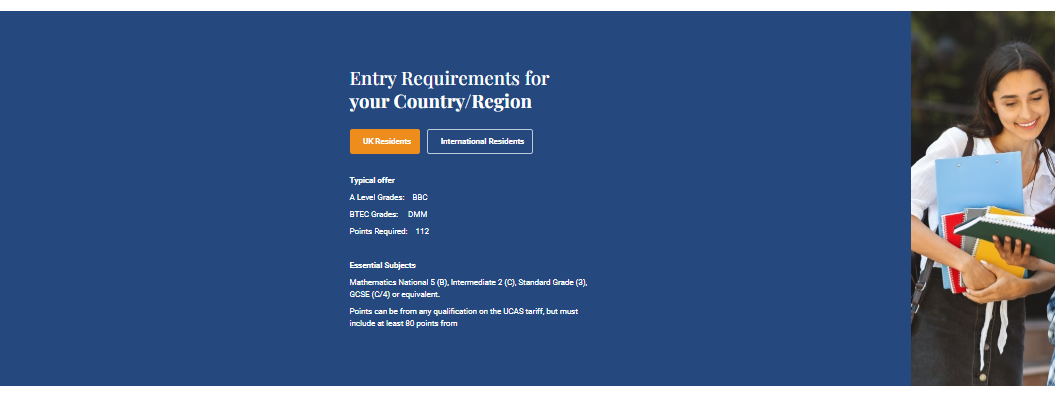 Entry Requirements for
your Country/Region
UK Residents
International Residents
Typical offer
A Level Grades: BBC
BTEC Grades: DMM
Points Required: 112
Essential Subjects
Mathematics National 5 (B), Intermediate 2 (C), Standard Grade (3),
GCSE (C/4) or equivalent.
Points can be from any qualification on the UCAS tariff, but must
include at least 80 points from